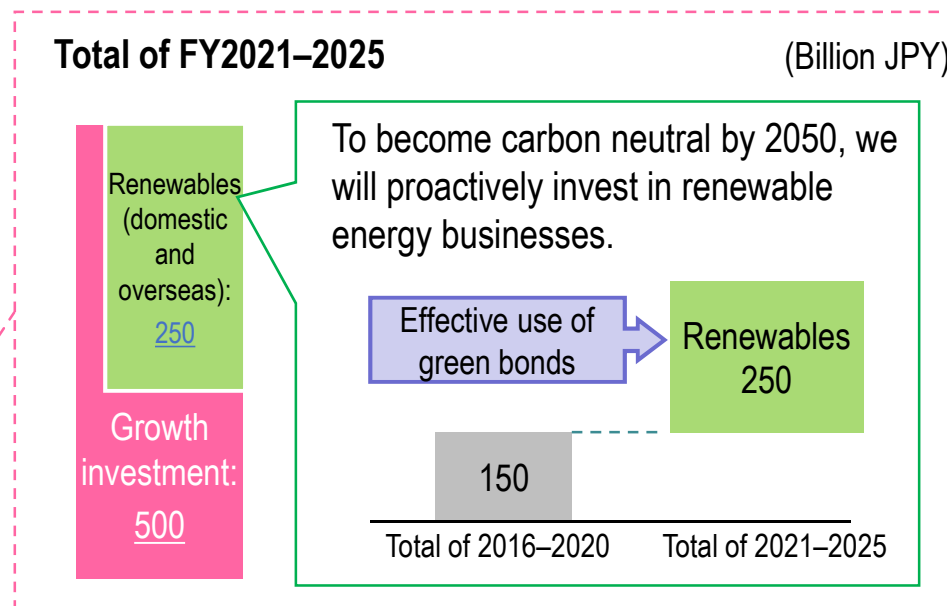 Total of FY2021–2025
(Billion JPY)
Renewables
(domestic
and
overseas):
250
Growth
investment:
500
To become carbon neutral by 2050, we
will proactively invest in renewable
energy businesses.
Effective use of
green bonds
Renewables
250
150
Total of 2016–2020
Total of 2021–2025